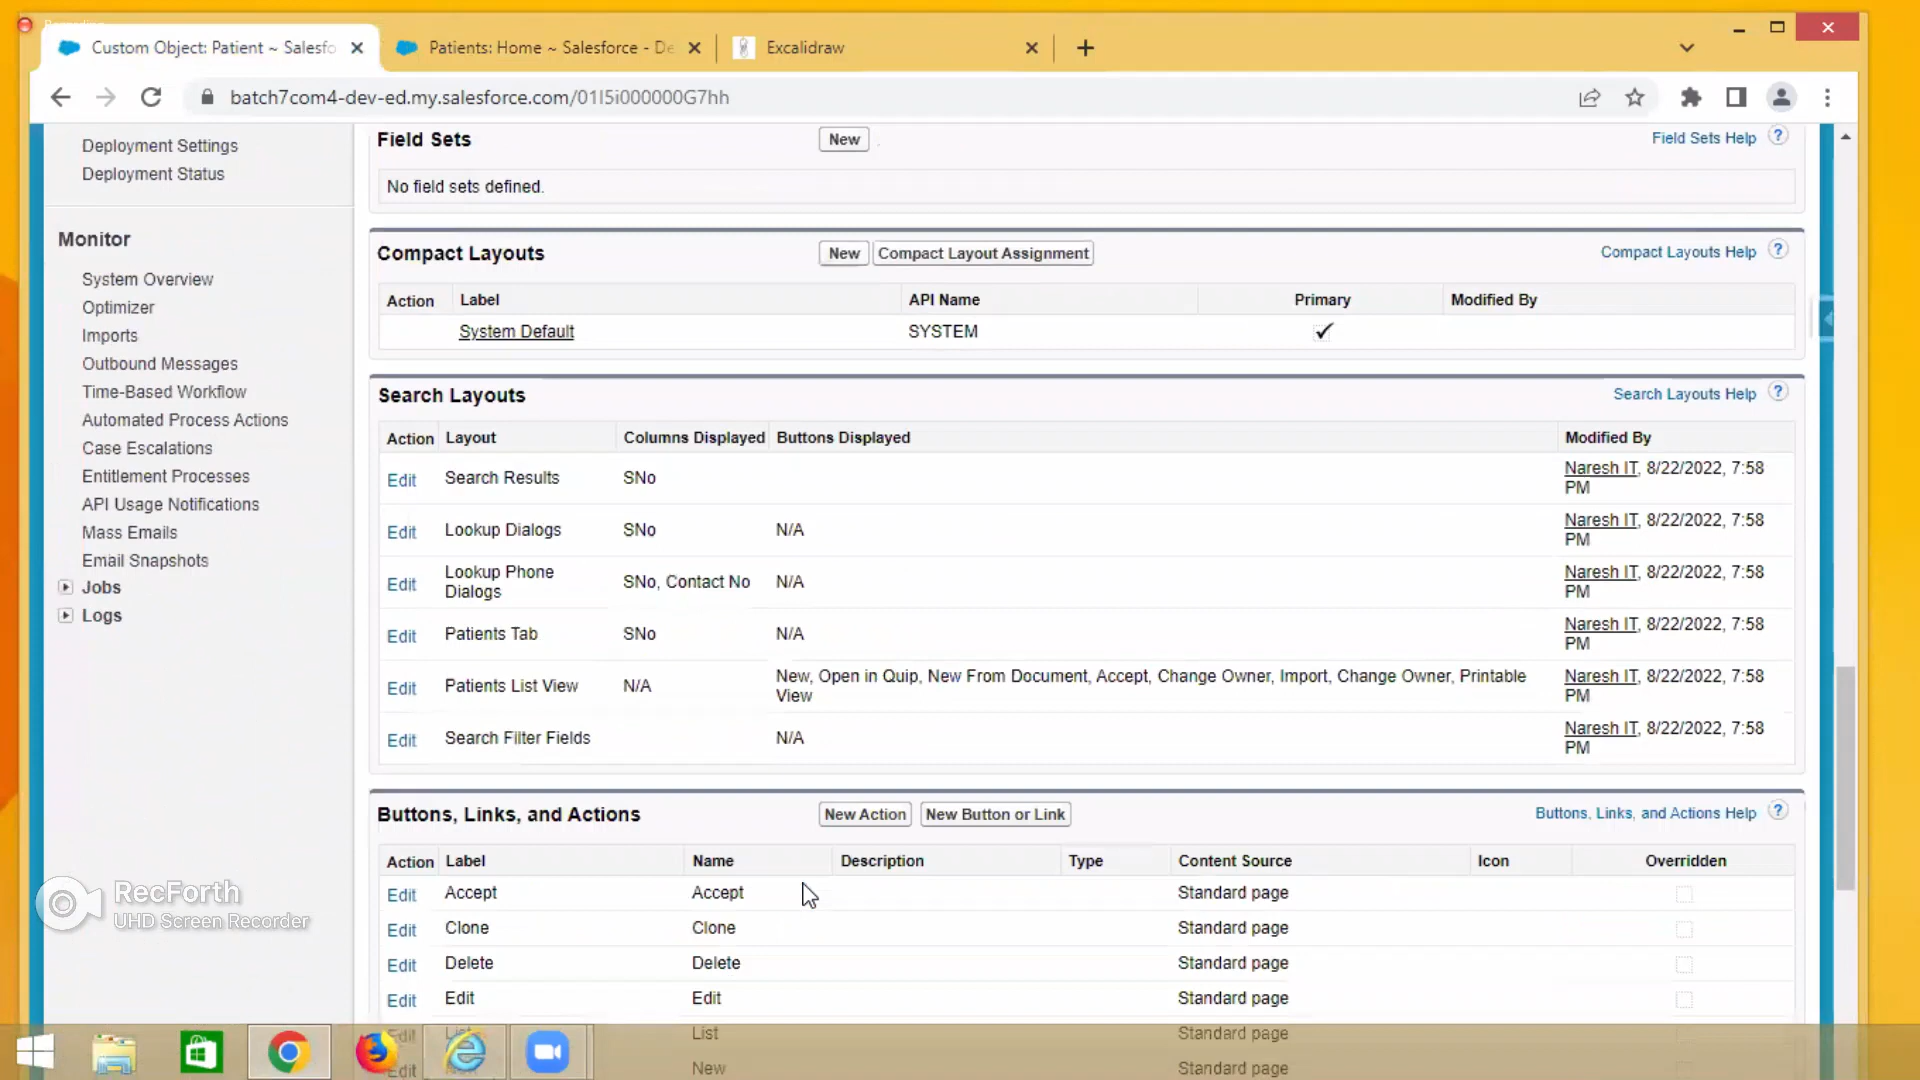 Custom Object: Patient ~ Salesfo
Patients: Home ~ Salesforce - De
Excalidraw
batch7com4-dev-ed.my.salesforce.com/01I5i000000G7hh
Deployment Settings
Deployment Status
Monitor
System Overview
Optimizer
Imports
Outbound Messages
Time-Based Workflow
Automated Process Actions
Case Escalations
Entitlement Processes
API Usage Notifications
Mass Emails
Email Snapshots
Jobs
Logs
Field Sets New Field Sets Help ?
No field sets defined.
Compact Layouts New Compact Layout Assignment Compact Layouts Help ?
Action Label API Name Primary Modified By
System Default SYSTEM
Search Layouts Search Layouts Help ?
Action Layout Columns Displayed Buttons Displayed Modified By
Edit Search Results SNo Naresh IT, 8/22/2022, 7:58
PM
Edit Lookup Dialogs SNo N/A Naresh IT, 8/22/2022, 7:58
PM
Edit Lookup Phone Dialogs SNo, Contact No N/A Naresh IT, 8/22/2022, 7:58
PM
Edit Patients Tab SNo N/A Naresh IT, 8/22/2022, 7:58
PM
Edit Patients List View N/A New, Open in Quip, New From Document, Accept, Change Owner, Import, Change Owner, Printable Naresh IT, 8/22/2022, 7:58
View PM
Edit Search Filter Fields N/A Naresh IT, 8/22/2022, 7:58
PM
Buttons, Links, and Actions New Action New Button or Link Buttons, Links, and Actions Help ?
Action Label Name Description Type Content Source Icon Overridden
Edit Accept Accept Standard page
Edit Clone Clone Standard page
Edit Delete Delete Standard page
Edit Edit Edit Standard page
Edit List List Standard page
Edit New Standard page
RecForth
UHD Screen Recorder